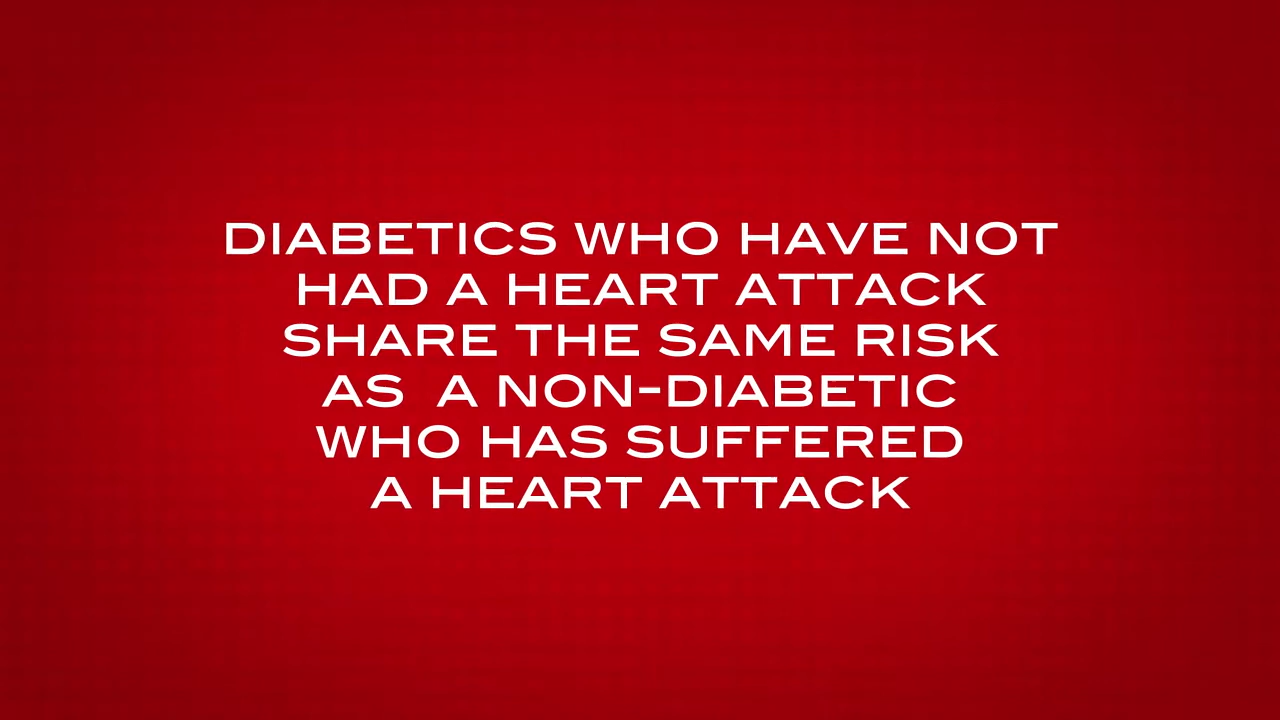 DIABETICS WHO HAVE NOT
HAD A HEART ATTACK
SHARE THE SAME RISK
AS  A NON-DIABETIC
WHO HAS SUFFERED
A HEART ATTACK